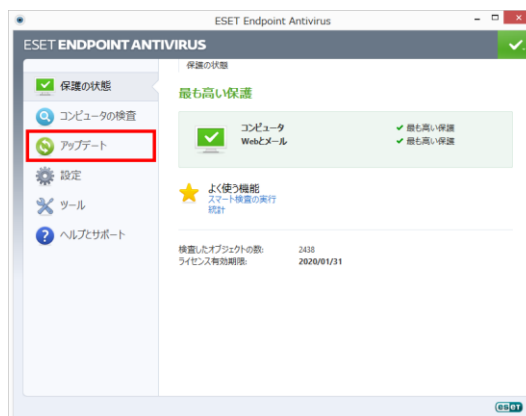 ESET Endpoint Antivirus
ESET ENDPOINT ANTIVIRUS
保護の状態
コンピュータの検査
アップデート
設定
ツール
ヘルプとサポート
保護の状態
最も高い保護
コンピュータ ✔ 最も高い保護
Webとメール ✔ 最も高い保護
よく使う機能
スマート検査の実行
統計
検査したオブジェクトの数: 2438
ライセンス有効期限: 2020/01/31
eset